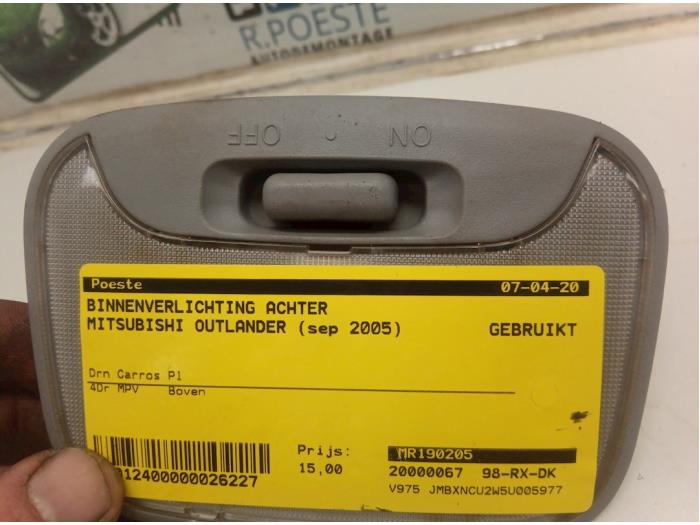 R.POESTE
AUTODEMONTAGE
ON OFF
Poeste 07-04-20
BINNENVERLICHTING ACHTER
MITSUBISHI OUTLANDER (sep 2005) GEBRUIKT
Drn Carros P1
4Dr MPV Boven
Prijs: MR190205
15,00 20000067 98-RX-DK
12400000026227 V975 JMBXNCU2W5U005977